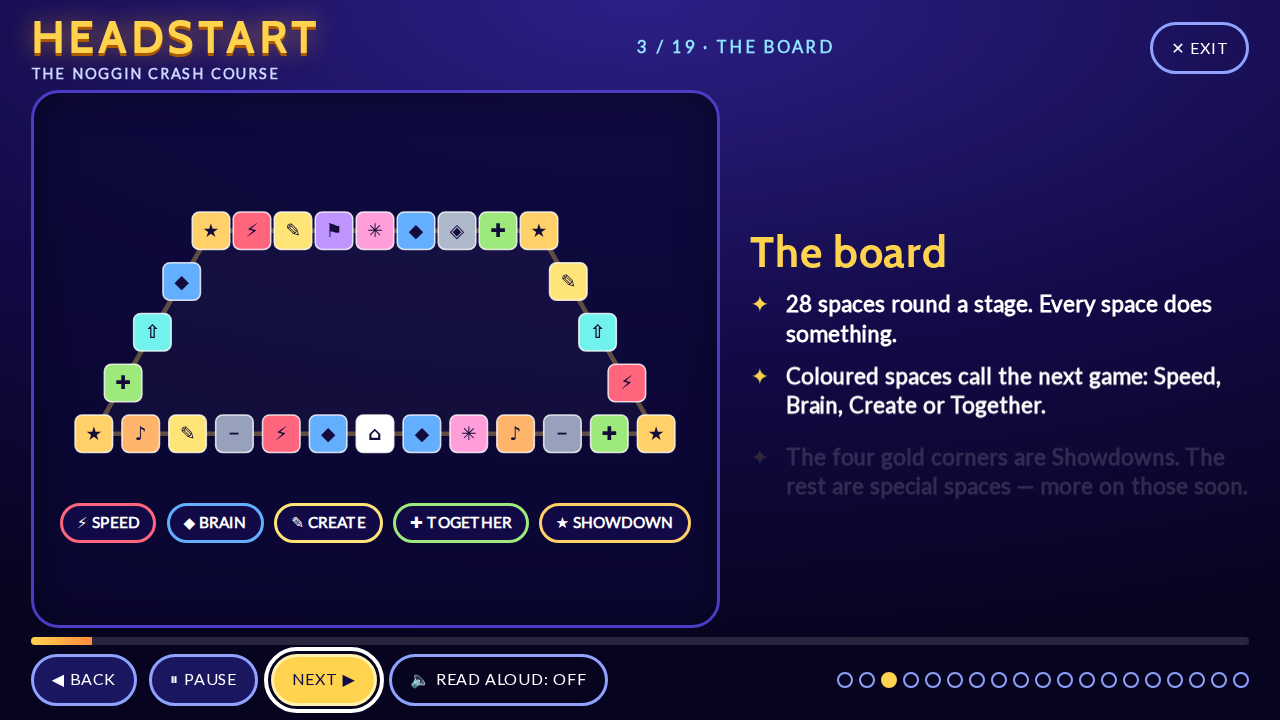 HEADSTART
THE NOGGIN CRASH COURSE
3 / 19 · THE BOARD
✕ EXIT
⚡ SPEED
◆ BRAIN
✎ CREATE
✚ TOGETHER
★ SHOWDOWN
The board
✦ 28 spaces round a stage. Every space does
something.
✦ Coloured spaces call the next game: Speed,
Brain, Create or Together.
✦ The four gold corners are Showdowns. The
rest are special spaces — more on those soon.
◀ BACK
⏸ PAUSE
NEXT ▶
🔈 READ ALOUD: OFF